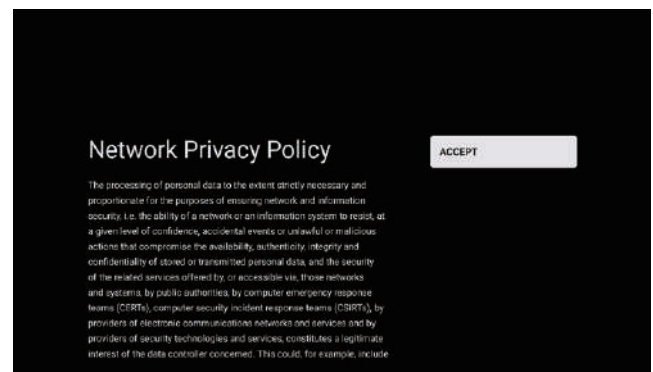 Network Privacy Policy
ACCEPT
The processing of personal data to the extent strictly necessary and
proportionate for the purposes of ensuring network and information
security, i.e. the ability of a network or an information system to resist, at
a given level of confidence, accidental events or unlawful or malicious
actions that compromise the availability, authenticity, integrity and
confidentiality of stored or transmitted personal data, and the security
of the related services offered by, or accessible via, those networks
and systems, by public authorities, by computer emergency response
teams (CERTs), computer security incident response teams (CSIRTs), by
providers of electronic communications networks and services and by
providers of security technologies and services, constitutes a legitimate
interest of the data controller concerned. This could, for example, include